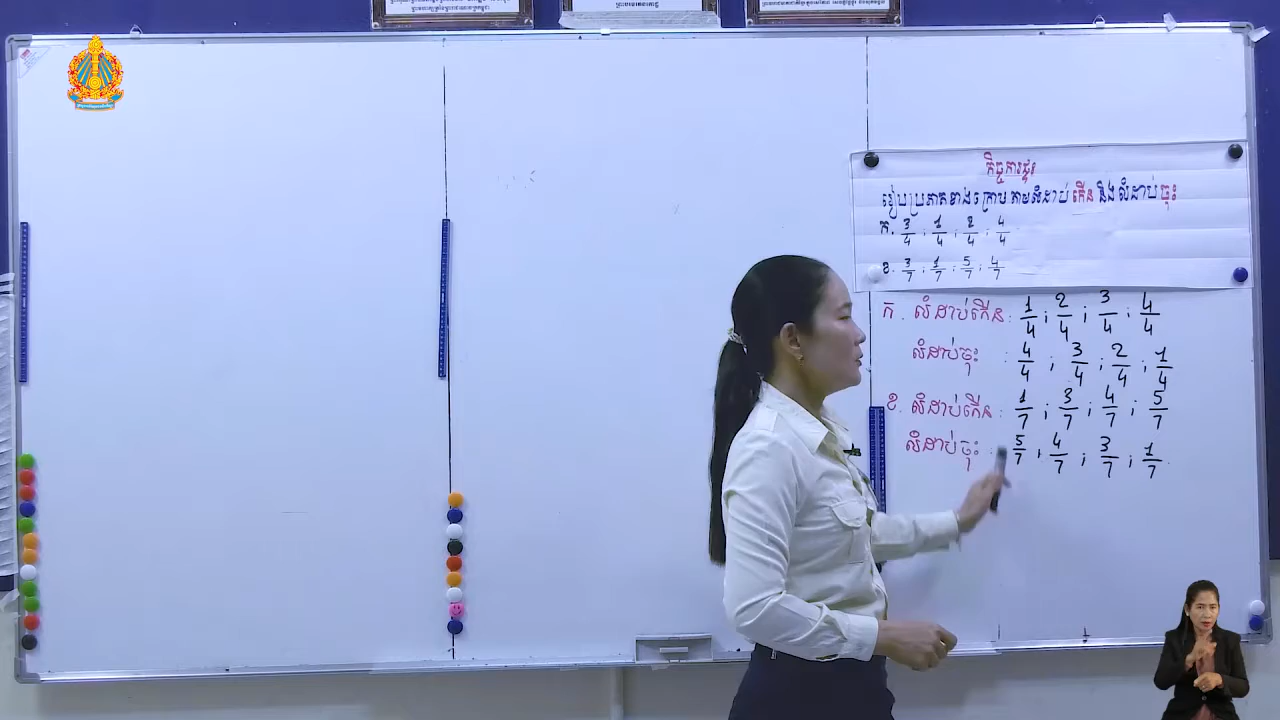 កិច្ចការផ្ទះ
រៀបប្រភាគខាងក្រោមតាមលំដាប់កើន និងលំដាប់ចុះ
ក. 3/4 ; 1/4 ; 2/4 ; 4/4
ខ. 3/7 ; 1/7 ; 5/7 ; 4/7
ក. លំដាប់កើន : 1/4 ; 2/4 ; 3/4 ; 4/4
លំដាប់ចុះ : 4/4 ; 3/4 ; 2/4 ; 1/4
ខ. លំដាប់កើន : 1/7 ; 3/7 ; 4/7 ; 5/7
លំដាប់ចុះ : 5/7 ; 4/7 ; 3/7 ; 1/7